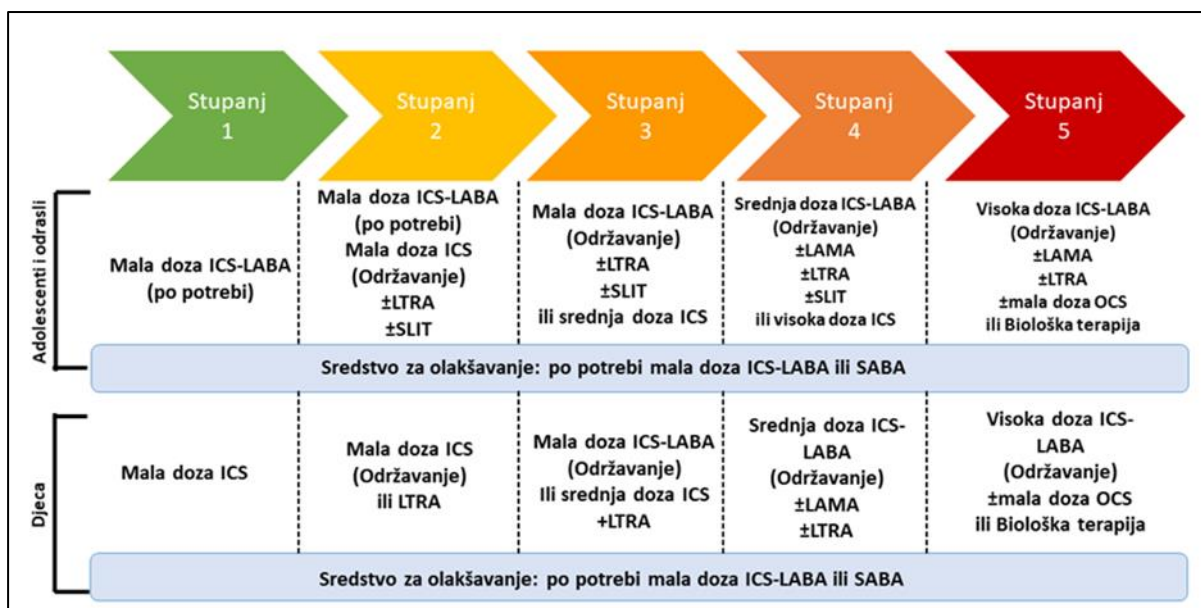 Stupanj
1
Stupanj
2
Stupanj
3
Stupanj
4
Stupanj
5
Adolescenti i odrasli
Mala doza ICS-LABA
(po potrebi)
Mala doza ICS-LABA
(po potrebi)
Mala doza ICS
(Održavanje)
±LTRA
±SLIT
Mala doza ICS-LABA
(Održavanje)
±LTRA
±SLIT
ili srednja doza ICS
Srednja doza ICS-LABA
(Održavanje)
±LAMA
±LTRA
±SLIT
ili visoka doza ICS
Visoka doza ICS-LABA
(Održavanje)
±LAMA
±LTRA
±mala doza OCS
ili Biološka terapija
Sredstvo za olakšavanje: po potrebi mala doza ICS-LABA ili SABA
Djeca
Mala doza ICS
Mala doza ICS
(Održavanje)
ili LTRA
Mala doza ICS-LABA
(Održavanje)
Ili srednja doza ICS
+LTRA
Srednja doza ICS-
LABA
(Održavanje)
±LAMA
±LTRA
Visoka doza ICS-
LABA
(Održavanje)
±mala doza OCS
ili Biološka terapija
Sredstvo za olakšavanje: po potrebi mala doza ICS-LABA ili SABA